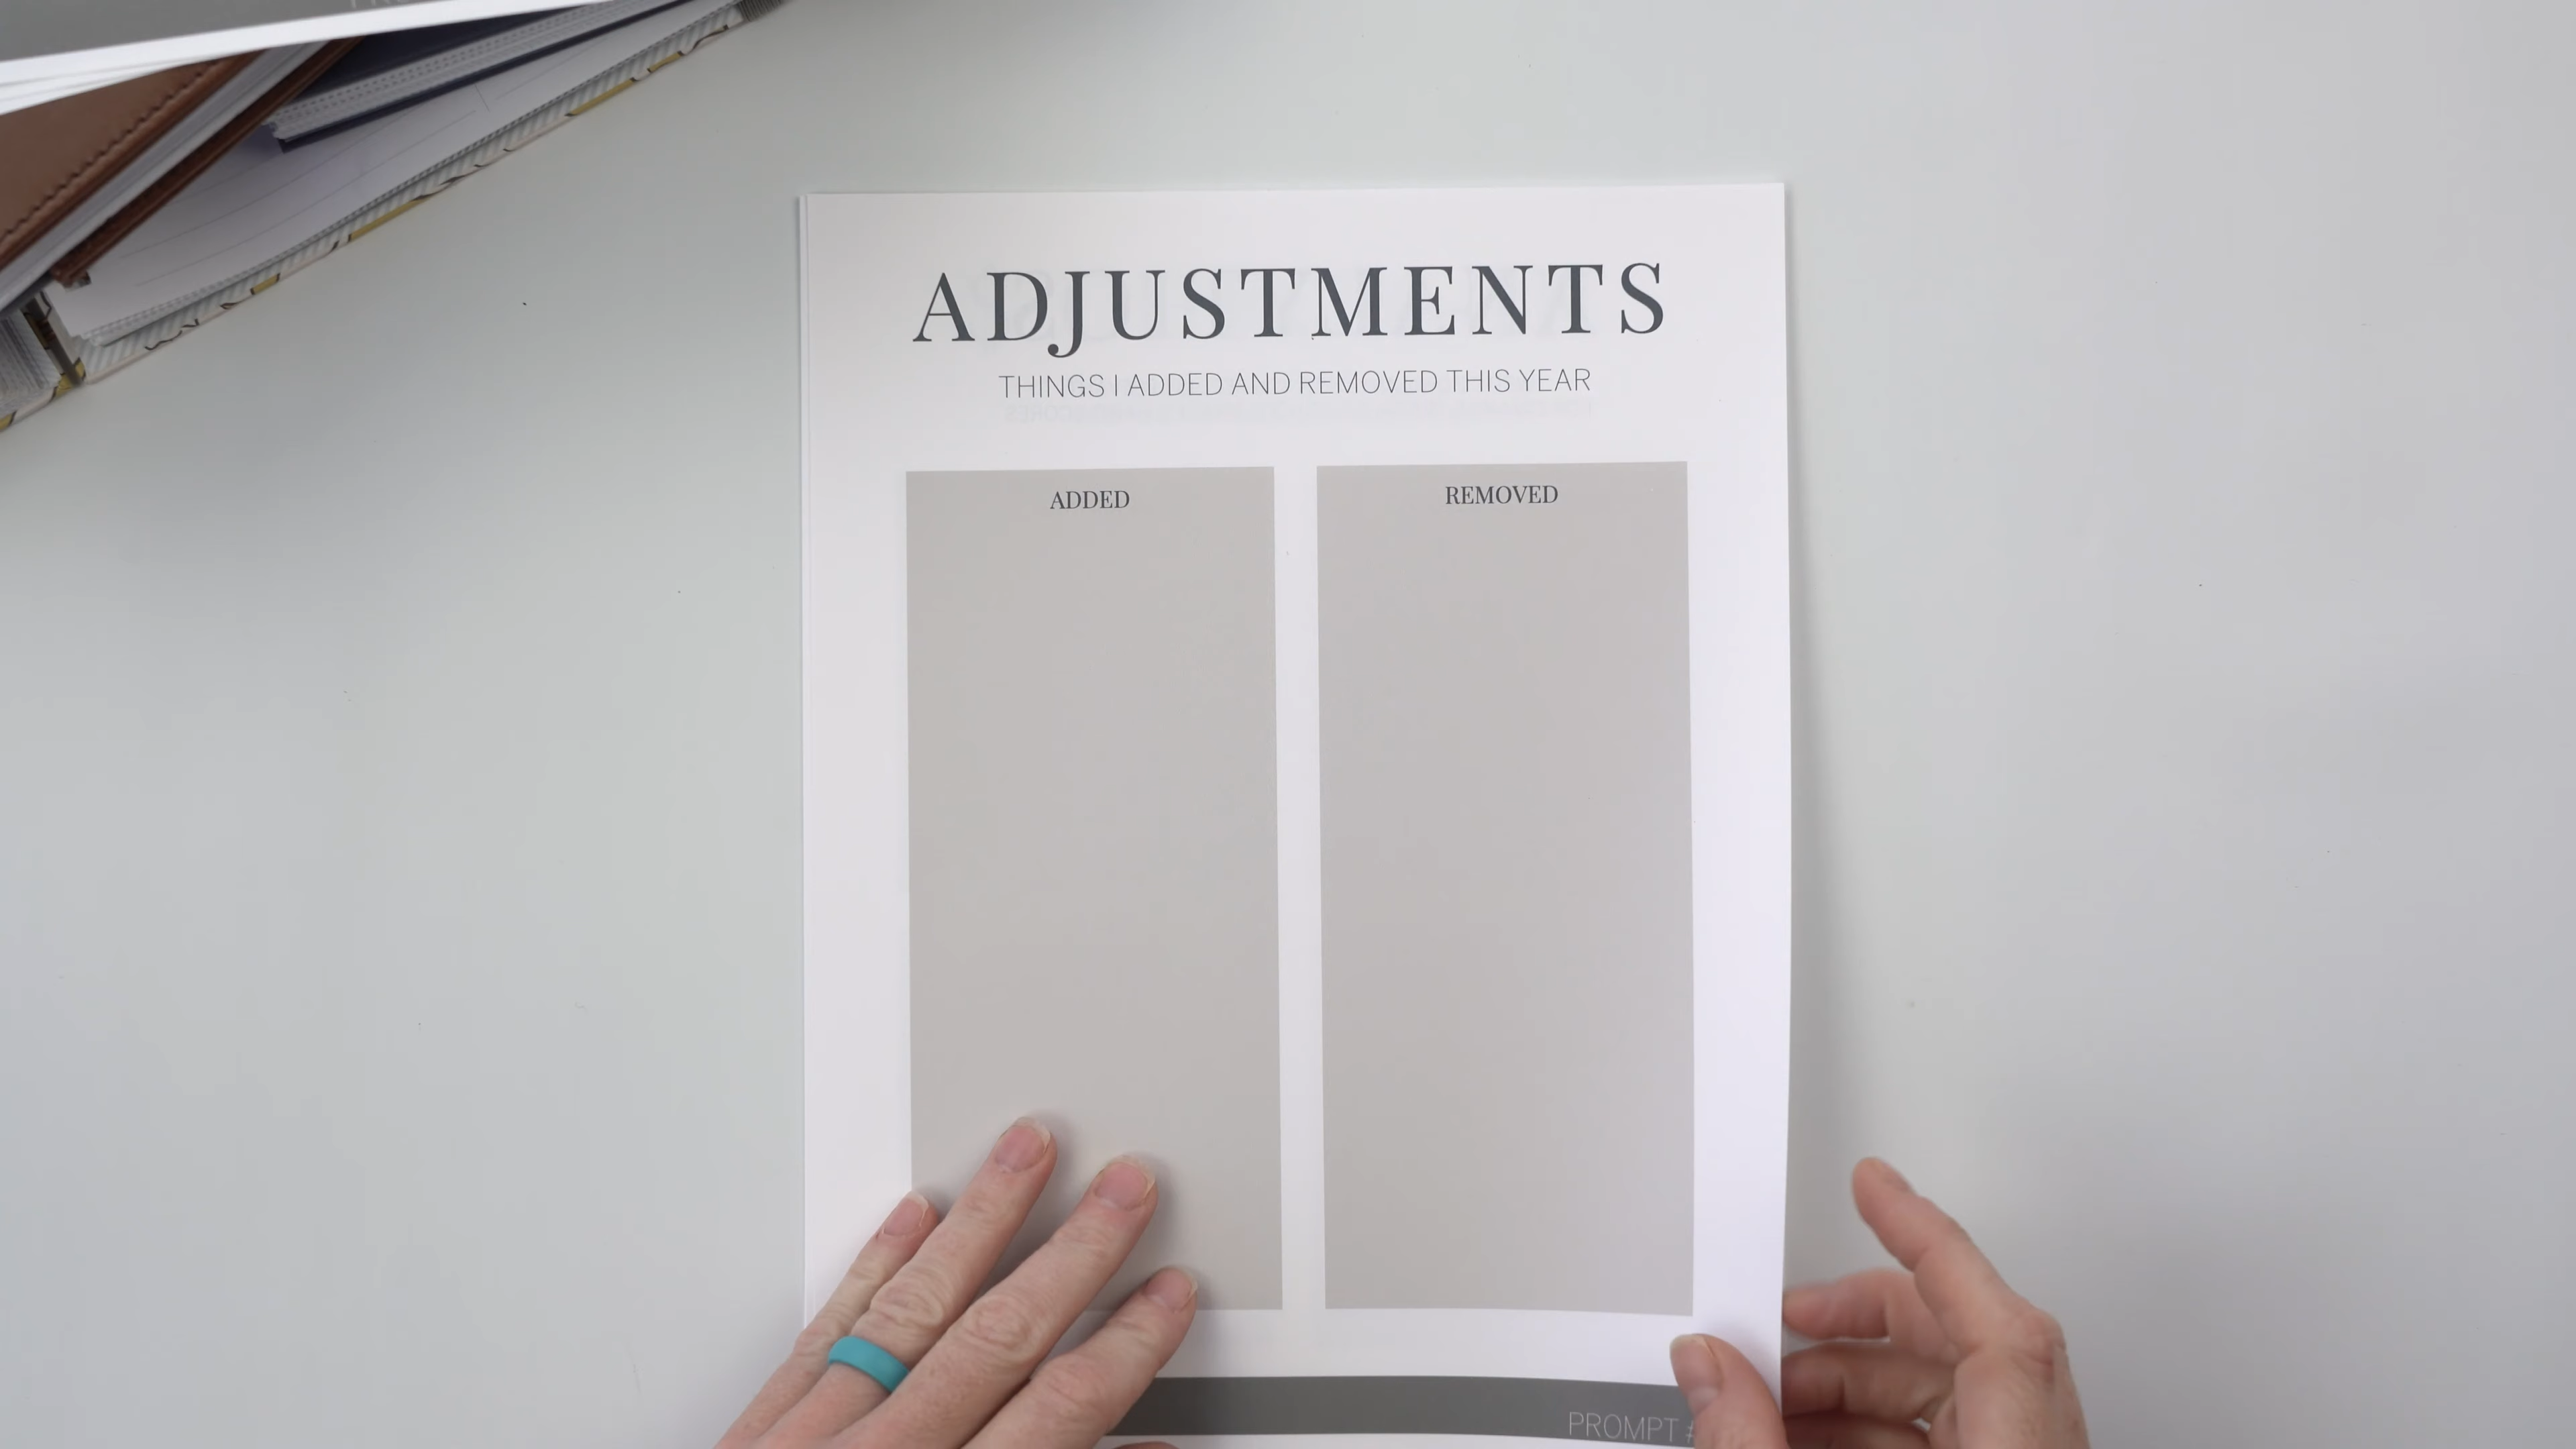 ADJUSTMENTS
THINGS I ADDED AND REMOVED THIS YEAR
ADDED
REMOVED
PROMPT #